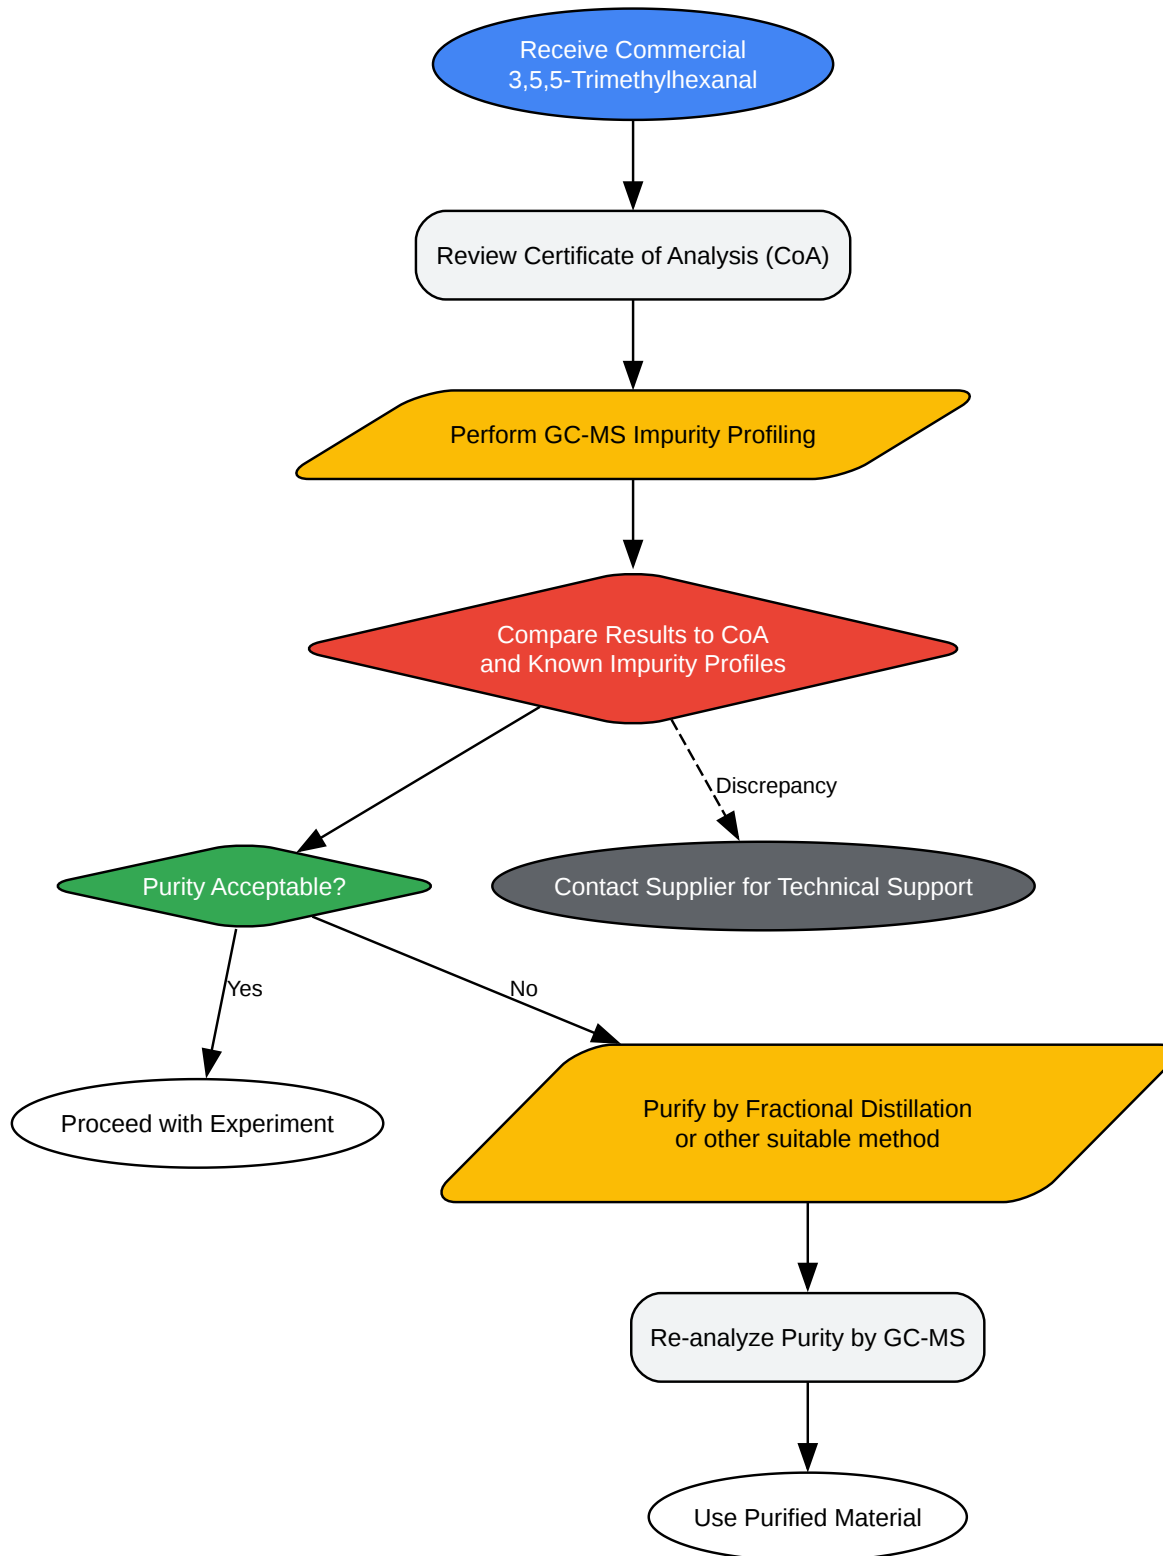 Receive Commercial
3,5,5-Trimethylhexanal
Review Certificate of Analysis (CoA)
Perform GC-MS Impurity Profiling
Compare Results to CoA
and Known Impurity Profiles
Discrepancy
Purity Acceptable?
Contact Supplier for Technical Support
Yes
No
Proceed with Experiment
Purify by Fractional Distillation
or other suitable method
Re-analyze Purity by GC-MS
Use Purified Material